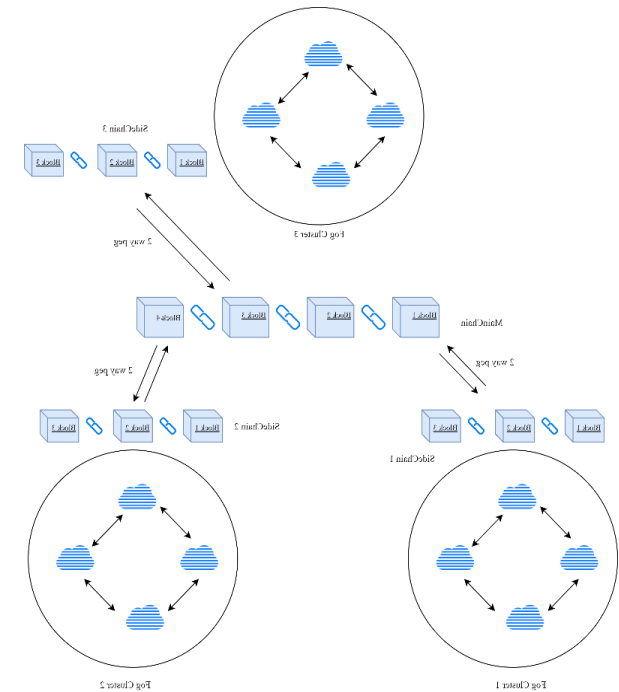 SideChain 3
Block 3
Block 2
Block 1
Fog Cluster 3
2 way peg
Block 4
Block 3
Block 2
Block 1
MainChain
2 way peg
2 way peg
Block 3
Block 2
Block 1
SideChain 2
Block 3
Block 2
Block 1
SideChain 1
Fog Cluster 2
Fog Cluster 1